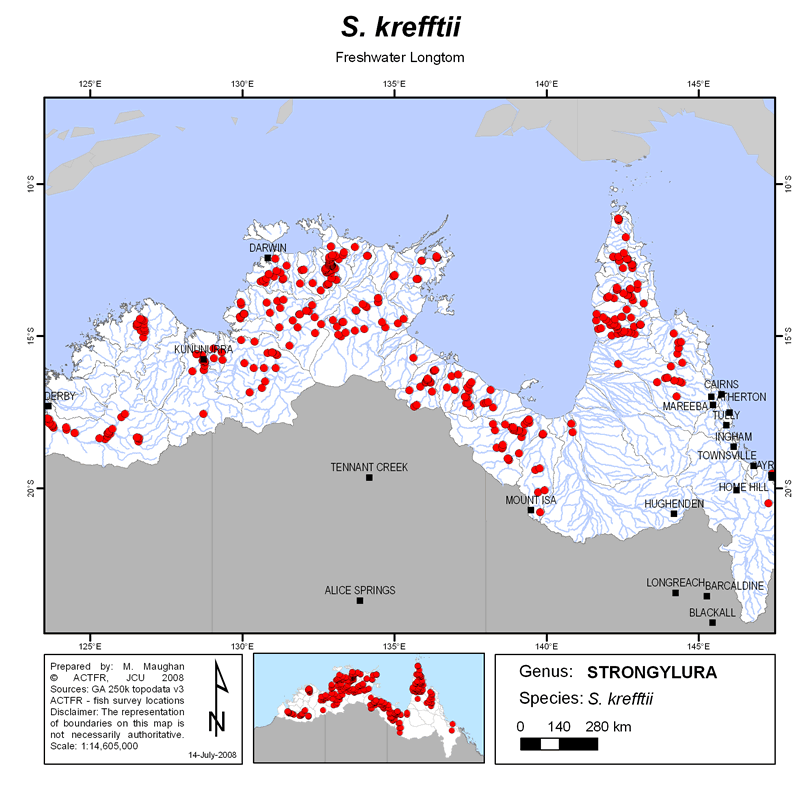 S. krefftii
Freshwater Longtom
125°E 130°E 135°E 140°E 145°E
10°S 10°S
DARWIN
15°S 15°S
KUNUNURRA
DERBY
CAIRNS
ATHERTON
MAREEBA
TULLY
INGHAM
TOWNSVILLE
AYR
TENNANT CREEK
20°S 20°S
HOME HILL
MOUNT ISA
HUGHENDEN
ALICE SPRINGS
LONGREACH BARCALDINE
BLACKALL
125°E 130°E 135°E 140°E 145°E
Prepared by: M. Maughan
© ACTFR, JCU 2008
Sources: GA 250k topodata v3
ACTFR - fish survey locations
Disclaimer: The representation
of boundaries on this map is
not necessarily authoritative.
Scale: 1:14,605,000
N
14-July-2008
Genus: STRONGYLURA
Species: S. krefftii
0 140 280 km